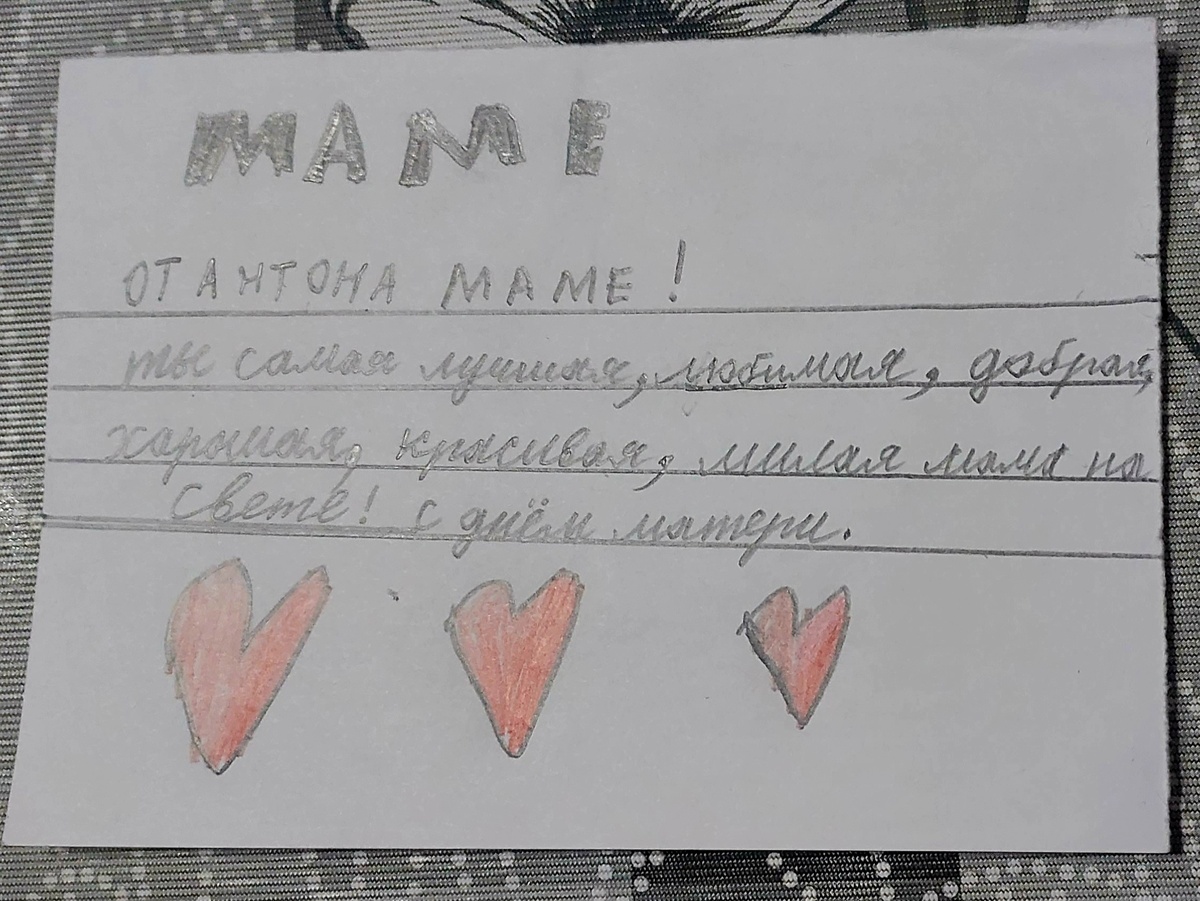 МАМЕ
ОТ АНТОНА МАМЕ!
ты самая лучшая, любимая, добрая,
хорошая, красивая, милая мама на
свете! с днём матери.